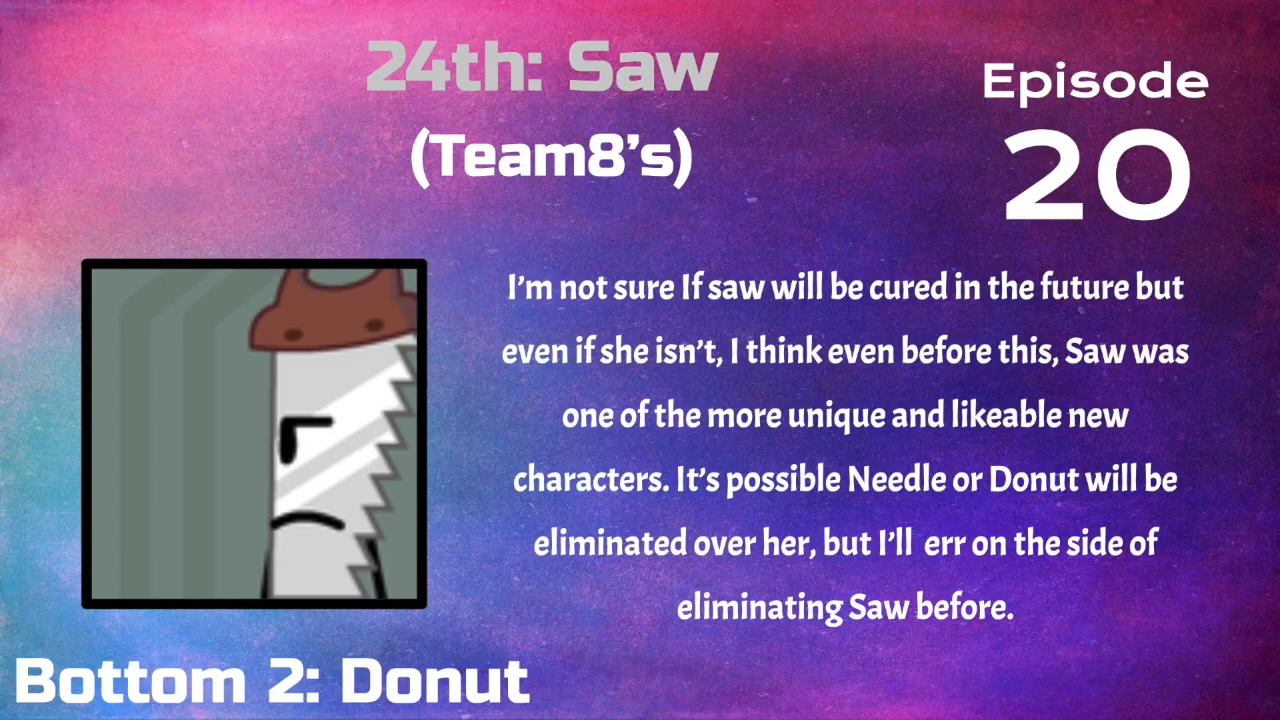 24th: Saw
(Team8’s)
Episode
20
I’m not sure If saw will be cured in the future but
even if she isn’t, I think even before this, Saw was
one of the more unique and likeable new
characters. It’s possible Needle or Donut will be
eliminated over her, but I’ll err on the side of
eliminating Saw before.
Bottom 2: Donut